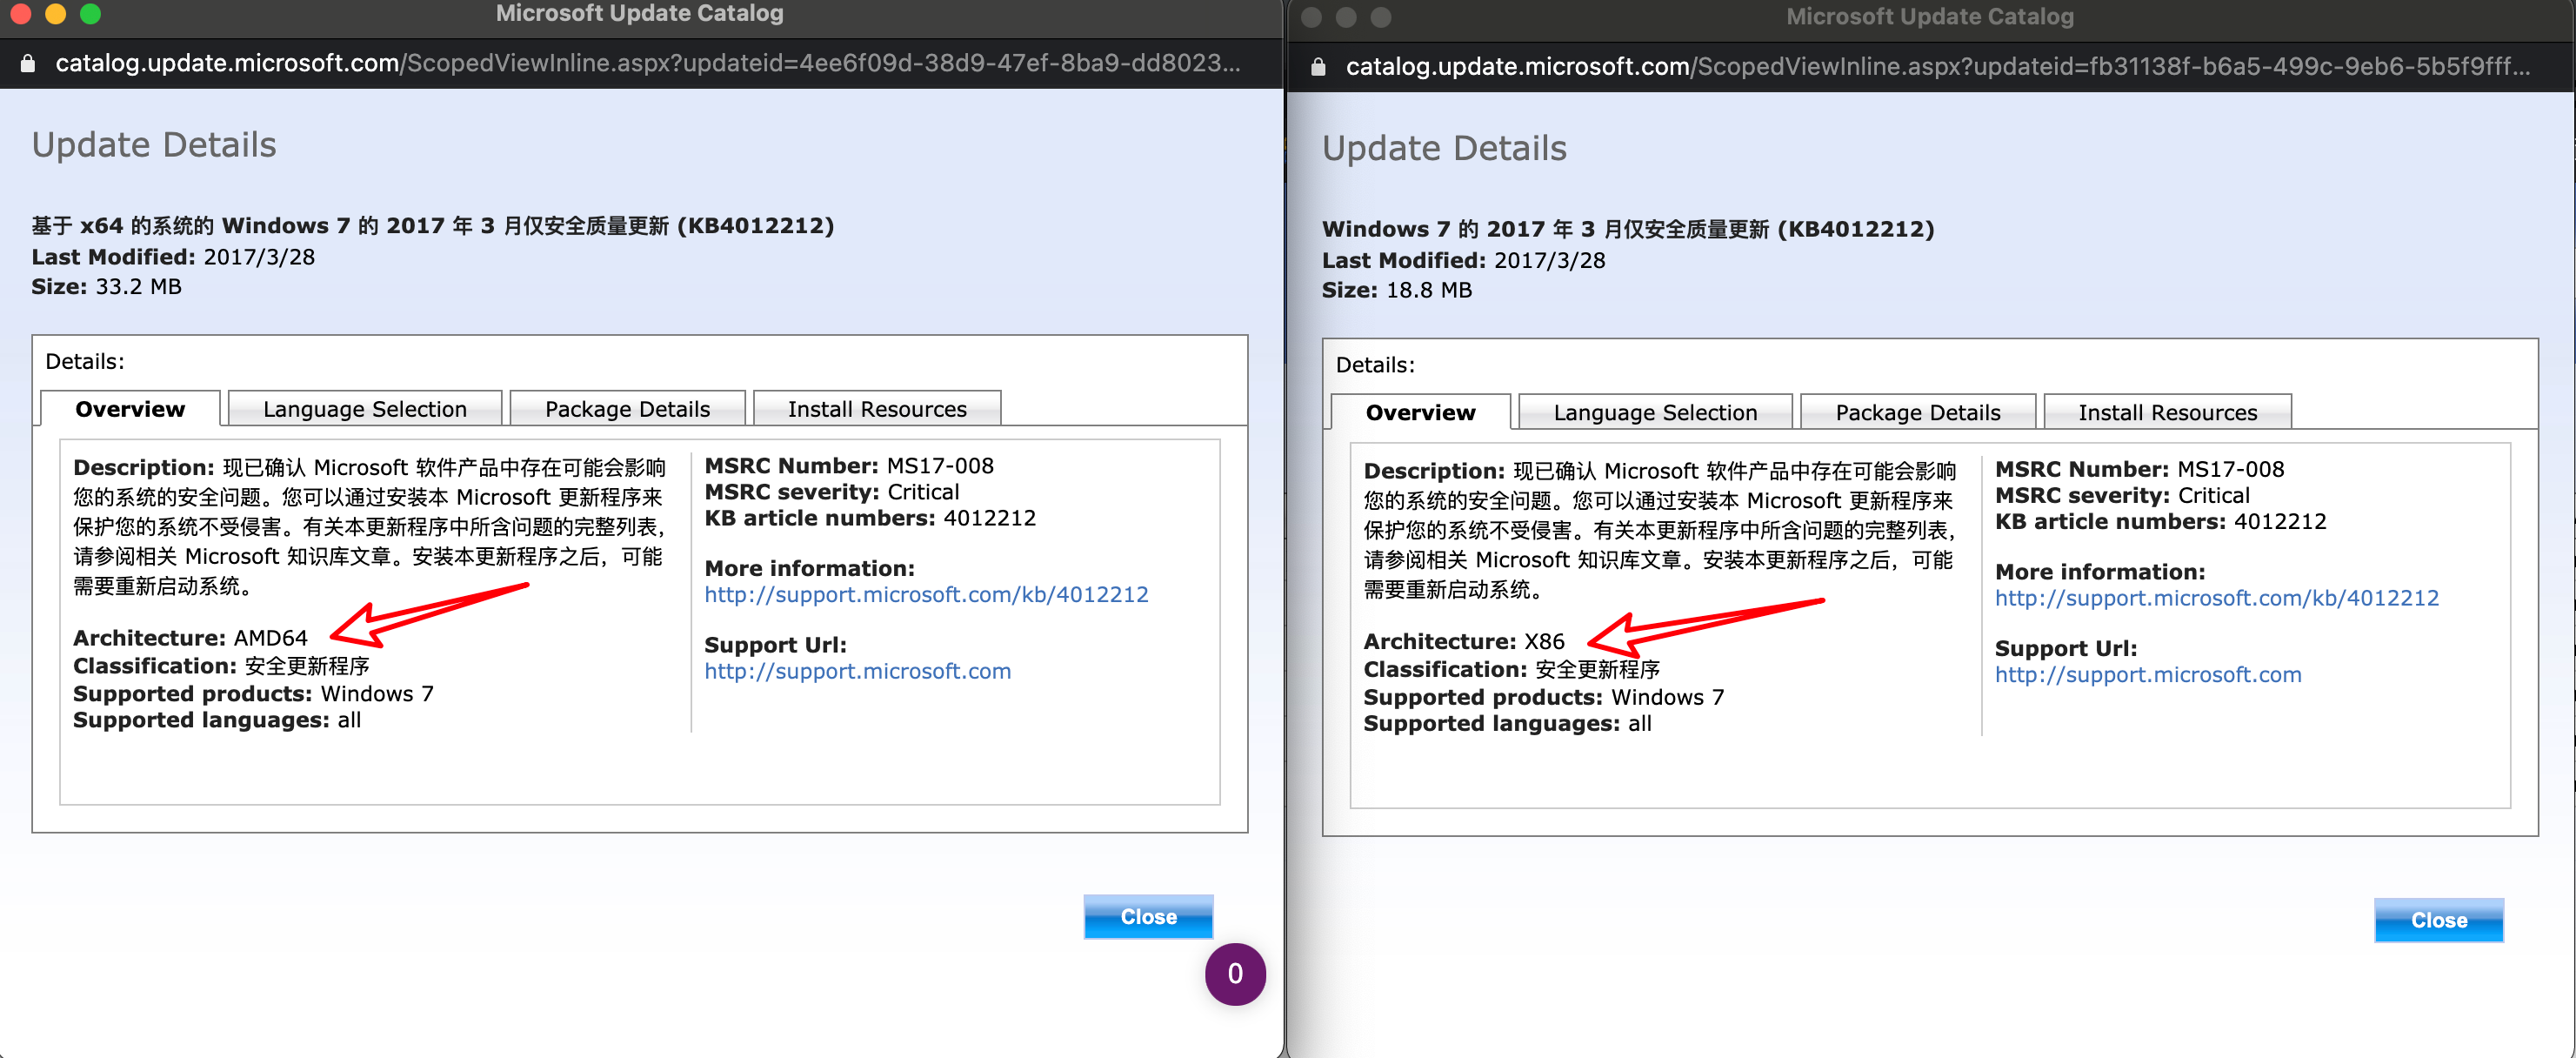 Microsoft Update Catalog
catalog.update.microsoft.com/ScopedViewInline.aspx?updateid=4ee6f09d-38d9-47ef-8ba9-dd8023...
Update Details
基于 x64 的系统的 Windows 7 的 2017 年 3 月仅安全质量更新 (KB4012212)
Last Modified: 2017/3/28
Size: 33.2 MB
Details:
Overview
Language Selection
Package Details
Install Resources
Description: 现已确认 Microsoft 软件产品中存在可能会影响
您的系统的安全问题。您可以通过安装本 Microsoft 更新程序来
保护您的系统不受侵害。有关本更新程序中所含问题的完整列表，
请参阅相关 Microsoft 知识库文章。安装本更新程序之后，可能
需要重新启动系统。
Architecture: AMD64
Classification: 安全更新程序
Supported products: Windows 7
Supported languages: all
MSRC Number: MS17-008
MSRC severity: Critical
KB article numbers: 4012212
More information:
http://support.microsoft.com/kb/4012212
Support Url:
http://support.microsoft.com
Close
0
Microsoft Update Catalog
catalog.update.microsoft.com/ScopedViewInline.aspx?updateid=fb31138f-b6a5-499c-9eb6-5b5f9fff...
Update Details
Windows 7 的 2017 年 3 月仅安全质量更新 (KB4012212)
Last Modified: 2017/3/28
Size: 18.8 MB
Details:
Overview
Language Selection
Package Details
Install Resources
Description: 现已确认 Microsoft 软件产品中存在可能会影响
您的系统的安全问题。您可以通过安装本 Microsoft 更新程序来
保护您的系统不受侵害。有关本更新程序中所含问题的完整列表，
请参阅相关 Microsoft 知识库文章。安装本更新程序之后，可能
需要重新启动系统。
Architecture: X86
Classification: 安全更新程序
Supported products: Windows 7
Supported languages: all
MSRC Number: MS17-008
MSRC severity: Critical
KB article numbers: 4012212
More information:
http://support.microsoft.com/kb/4012212
Support Url:
http://support.microsoft.com
Close